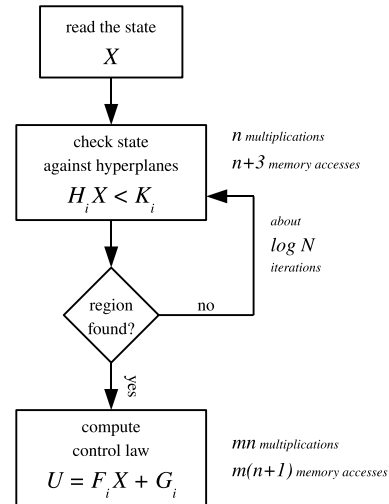 read the state
X
check state
against hyperplanes
H_i X < K_i
n multiplications
n+3 memory accesses
about
log N
iterations
region
found?
no
yes
compute
control law
U = F_i X + G_i
mn multiplications
m(n+1) memory accesses